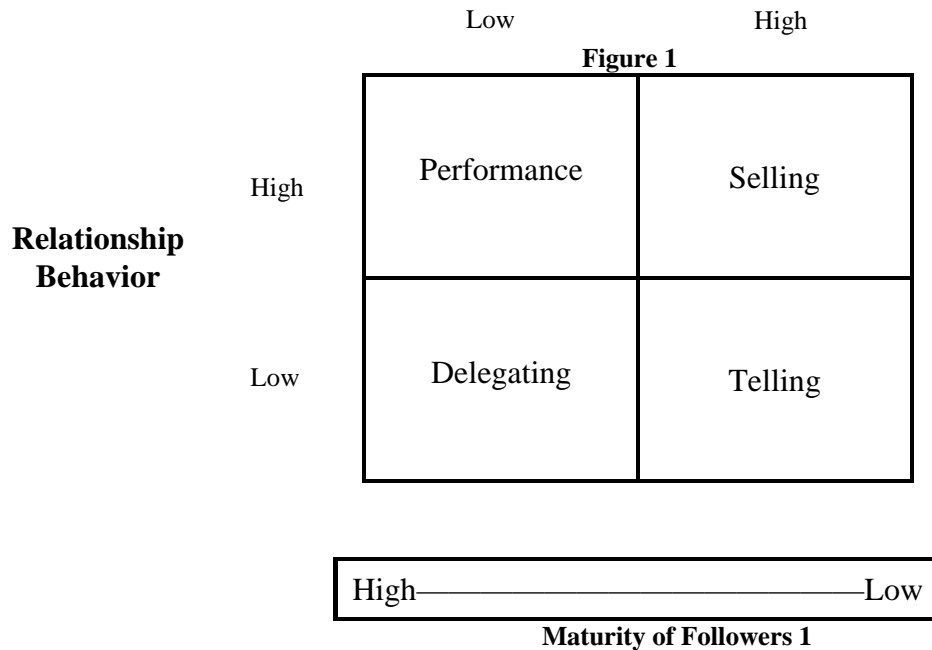 Low High
Figure 1
Performance Selling
High
Relationship
Behavior
Low Delegating Telling
High————————————————Low
Maturity of Followers 1